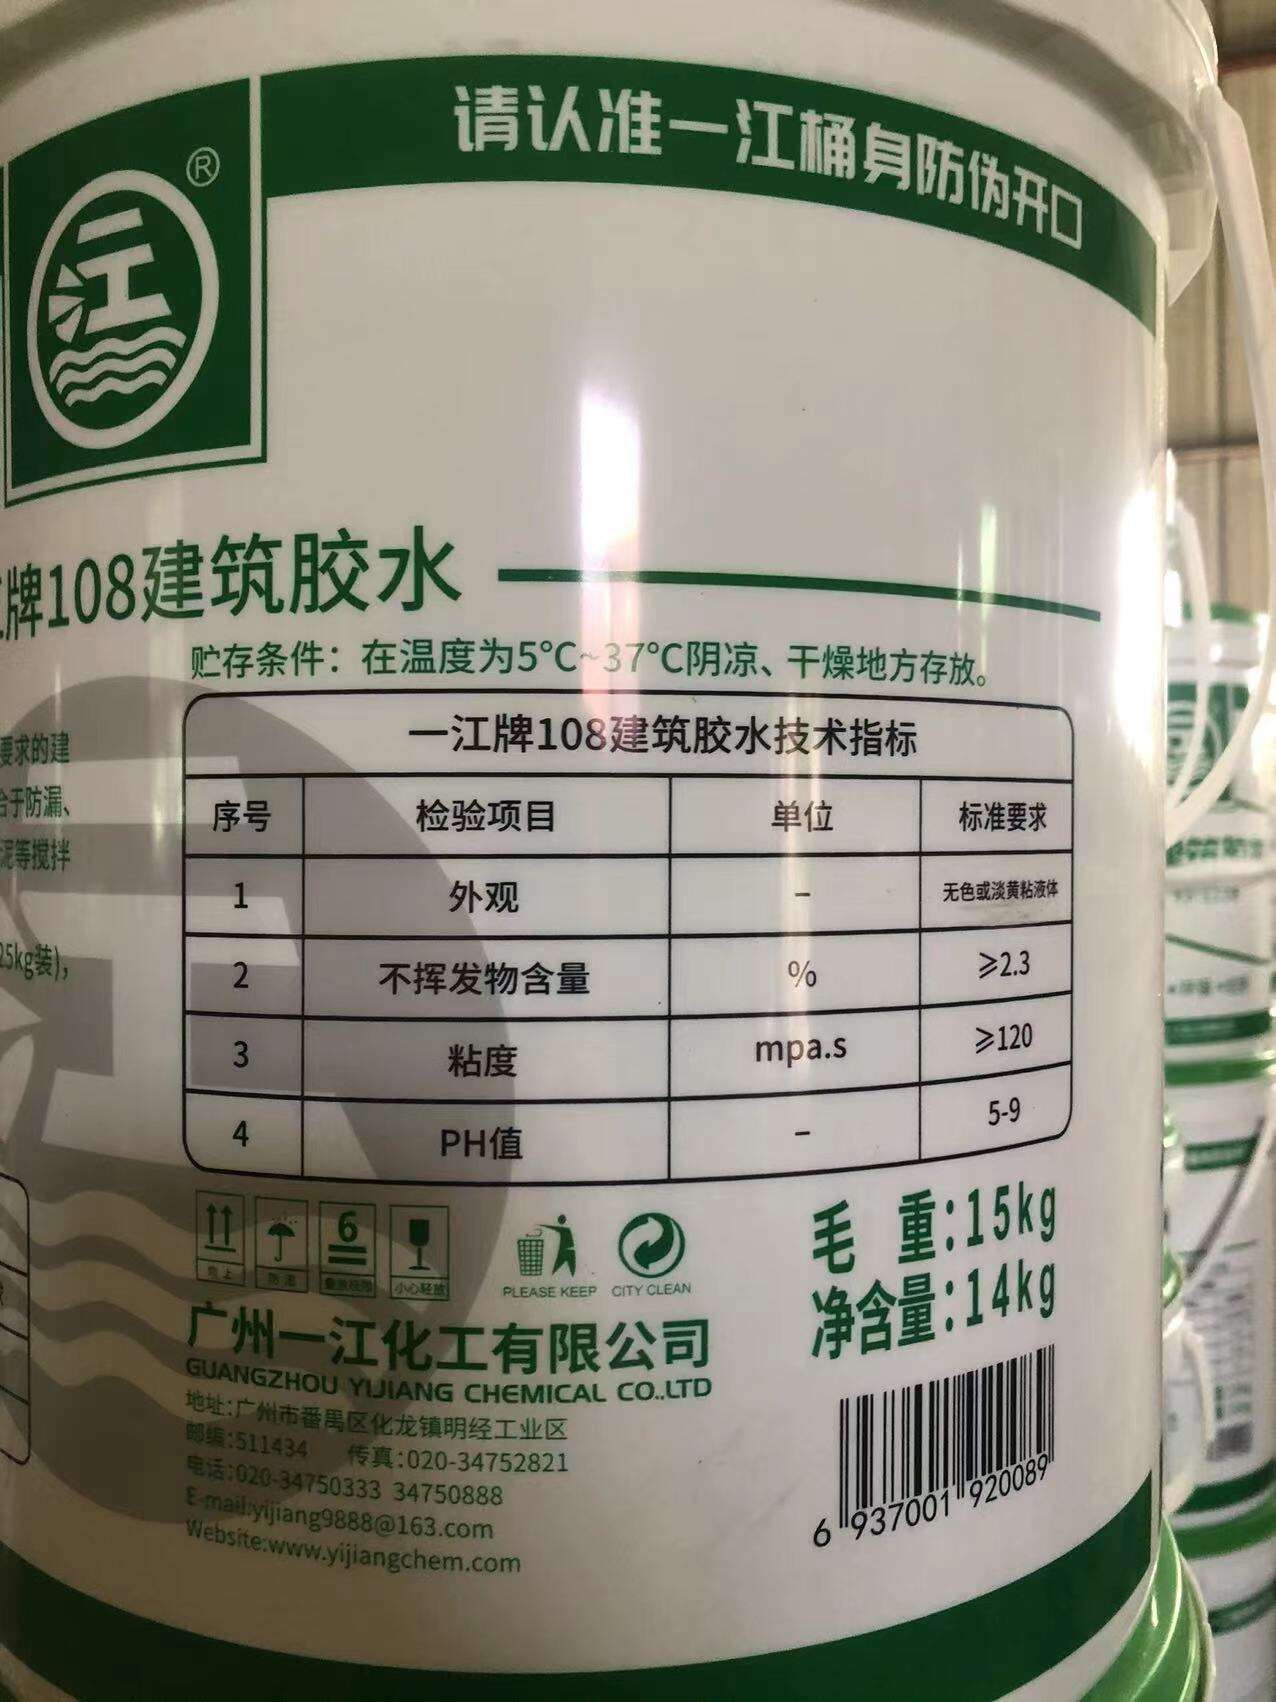 请认准一江桶身防伪开口
一江
®
牌108建筑胶水
贮存条件：在温度为5℃~37℃阴凉、干燥地方存放。
要求的建
合于防漏、
泥等搅拌
25kg装)，
一江牌108建筑胶水技术指标
序号 检验项目 单位 标准要求
1 外观 - 无色或淡黄粘液体
2 不挥发物含量 % ≥2.3
3 粘度 mpa.s ≥120
4 PH值 - 5-9
向上 防湿 6 小心轻放
PLEASE KEEP CITY CLEAN
毛 重:15kg
净含量:14kg
广州一江化工有限公司
GUANGZHOU YIJIANG CHEMICAL CO.,LTD
地址:广州市番禺区化龙镇明经工业区
邮编:511434 传真:020-34752821
电话:020-34750333 34750888
E-mail:yijiang9888@163.com
Website:www.yijiangchem.com
6 937001 920089